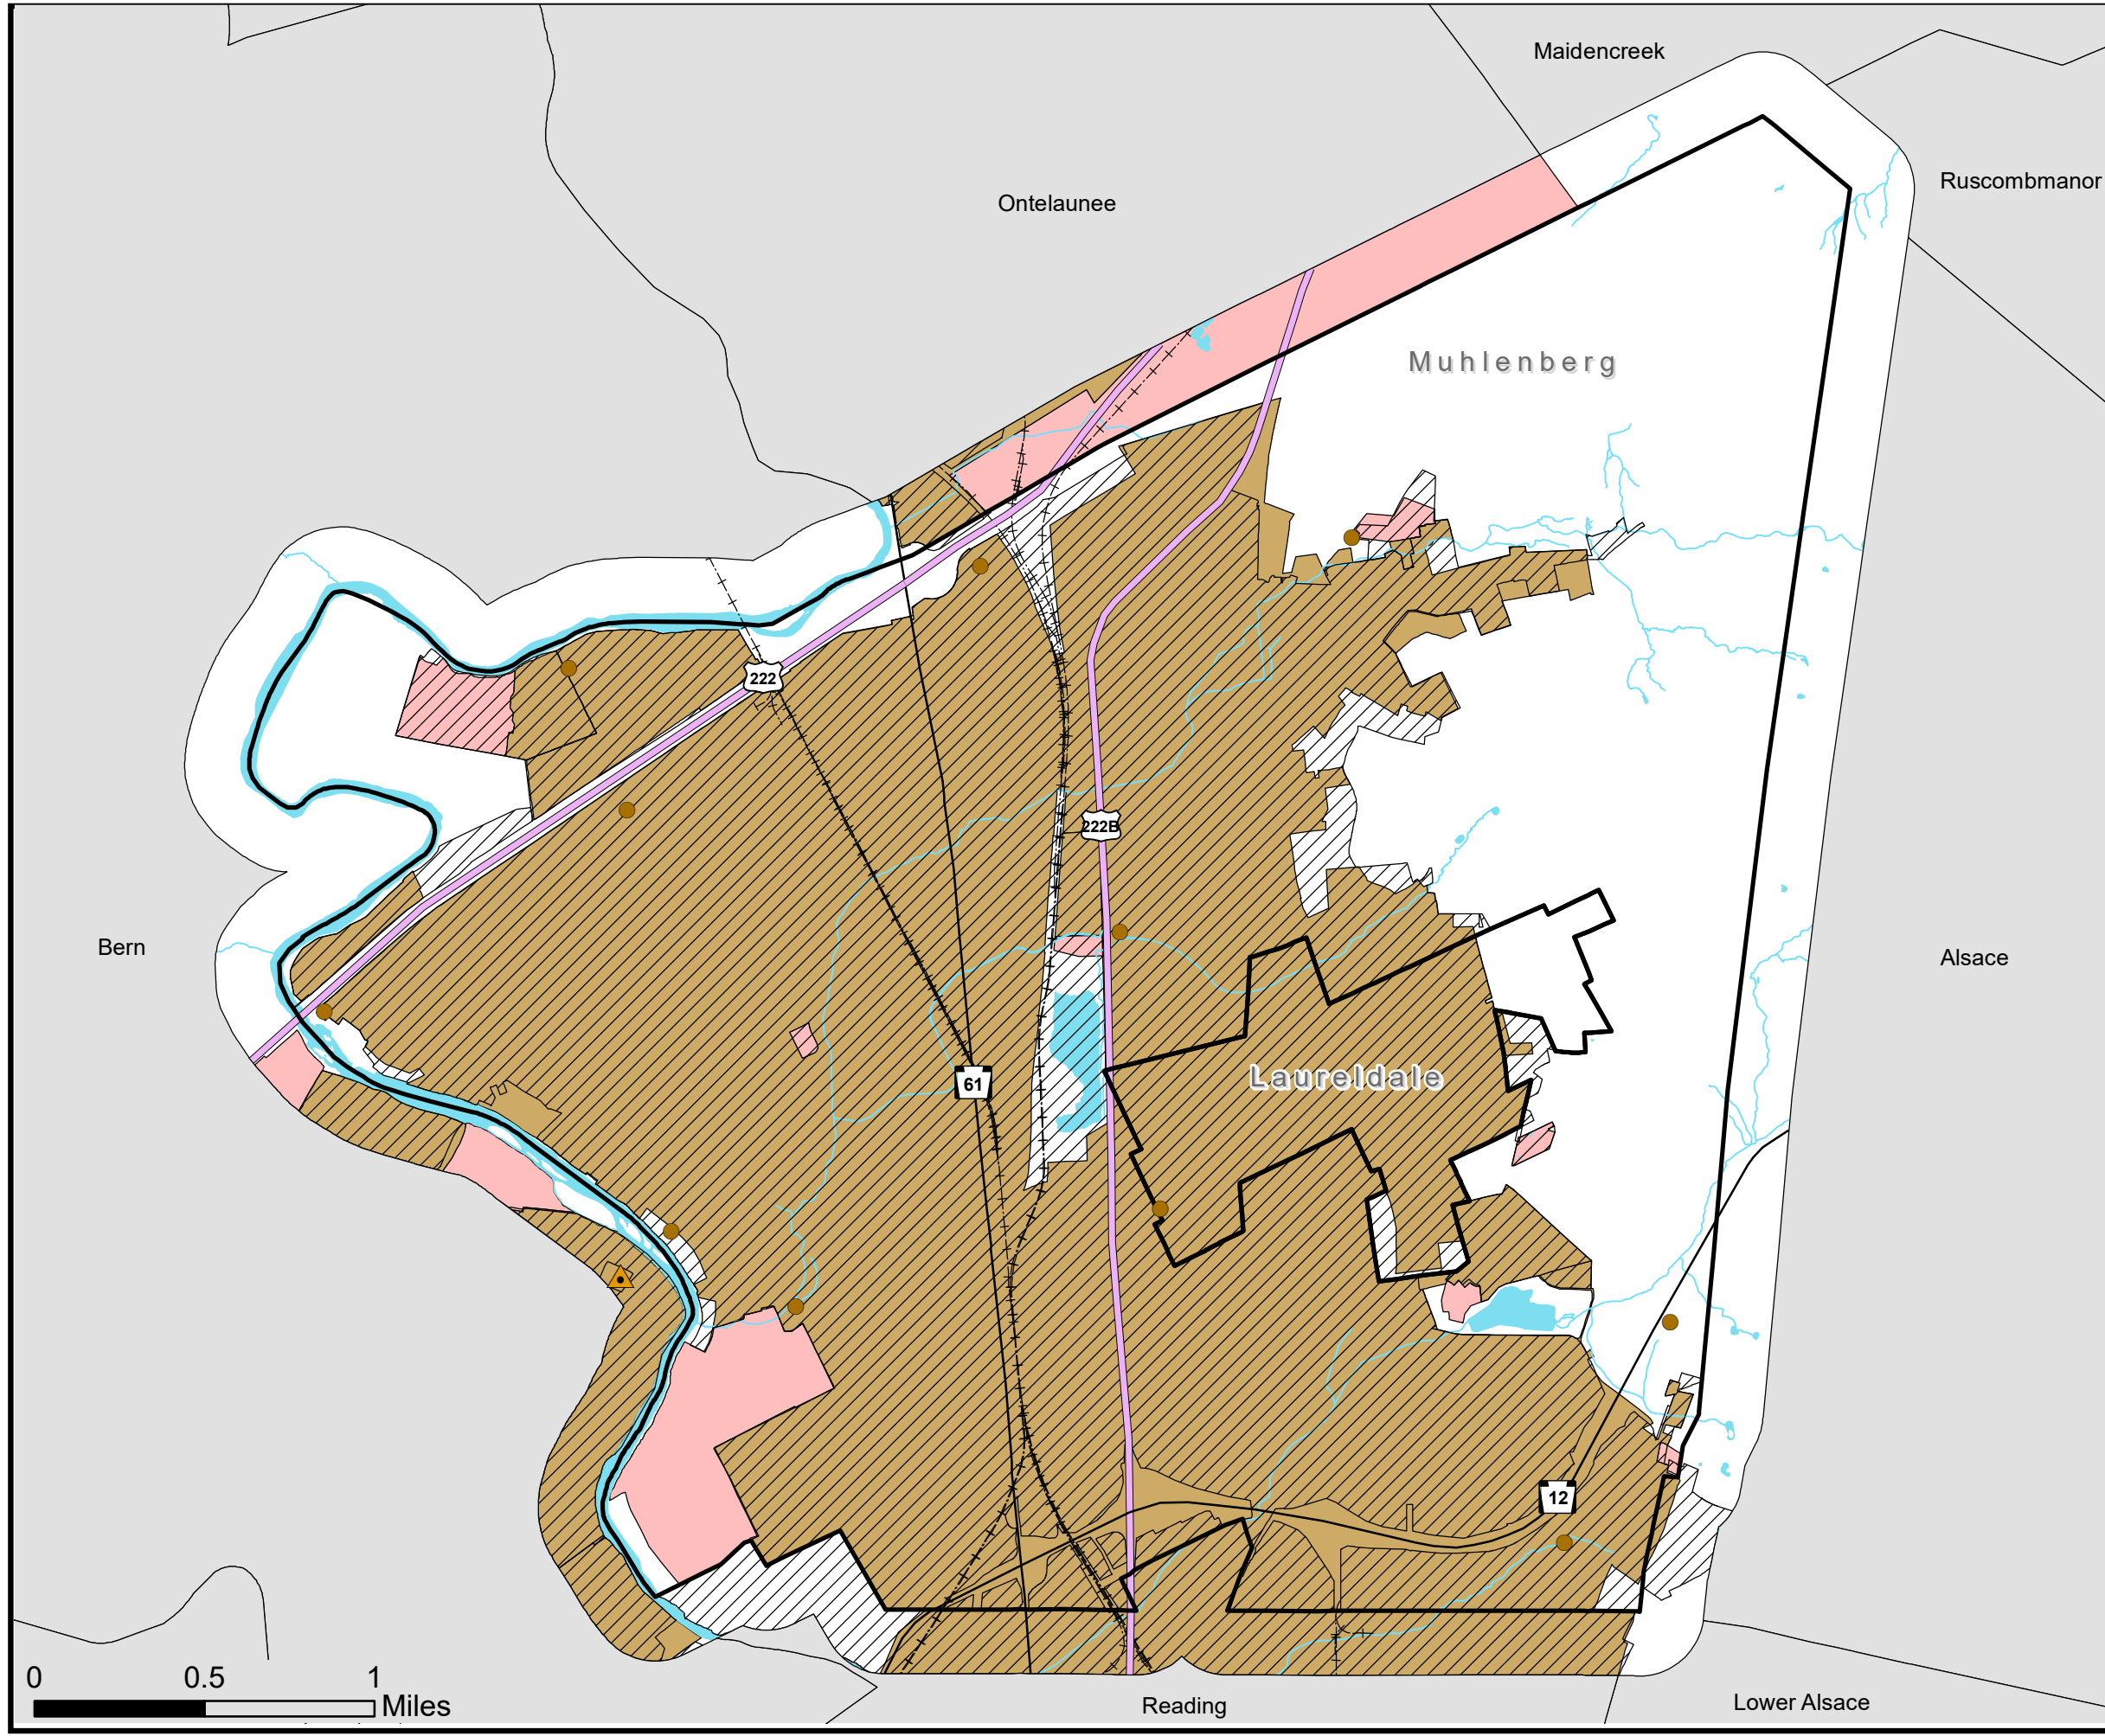 Maidencreek
Ruscombmanor
Ontelaunee
Muhlenberg
222
222B
Bern
Alsace
Laureldale
61
12
0 0.5 1
Miles
Reading
Lower Alsace